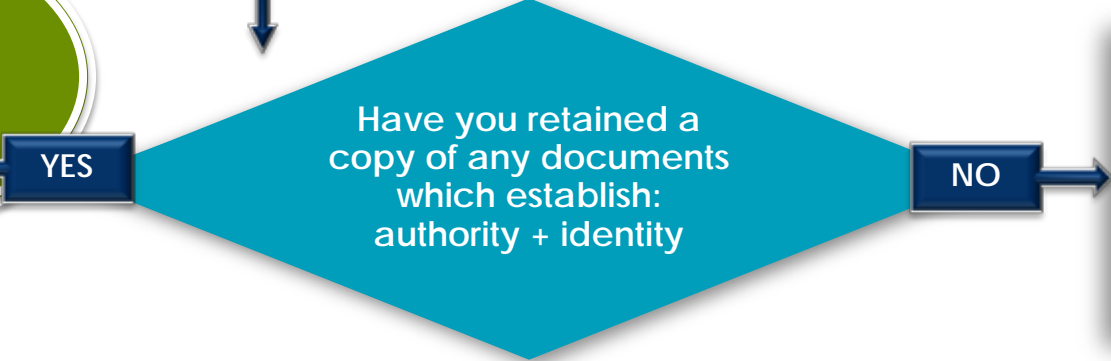 Have you retained a
copy of any documents
which establish:
authority + identity
YES
NO